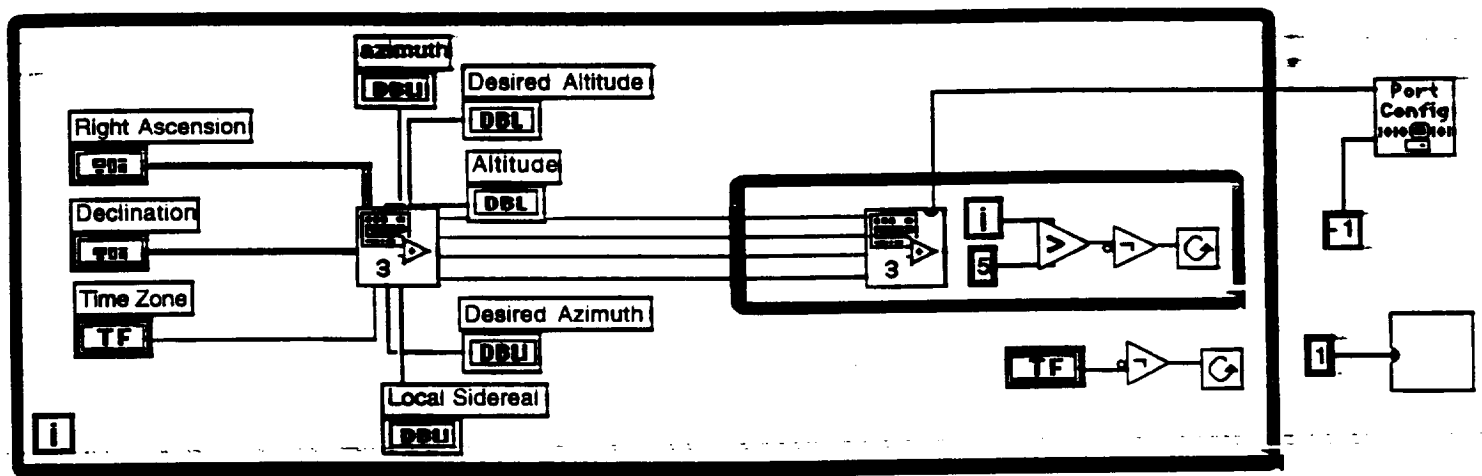 azimuth
DBL
Desired Altitude
DBL
Right Ascension
Altitude
DBL
Declination
3
Time Zone
TF
Desired Azimuth
DBL
Local Sidereal
DBL
i
3
i
5
>
TF
Port
Config
-1
1